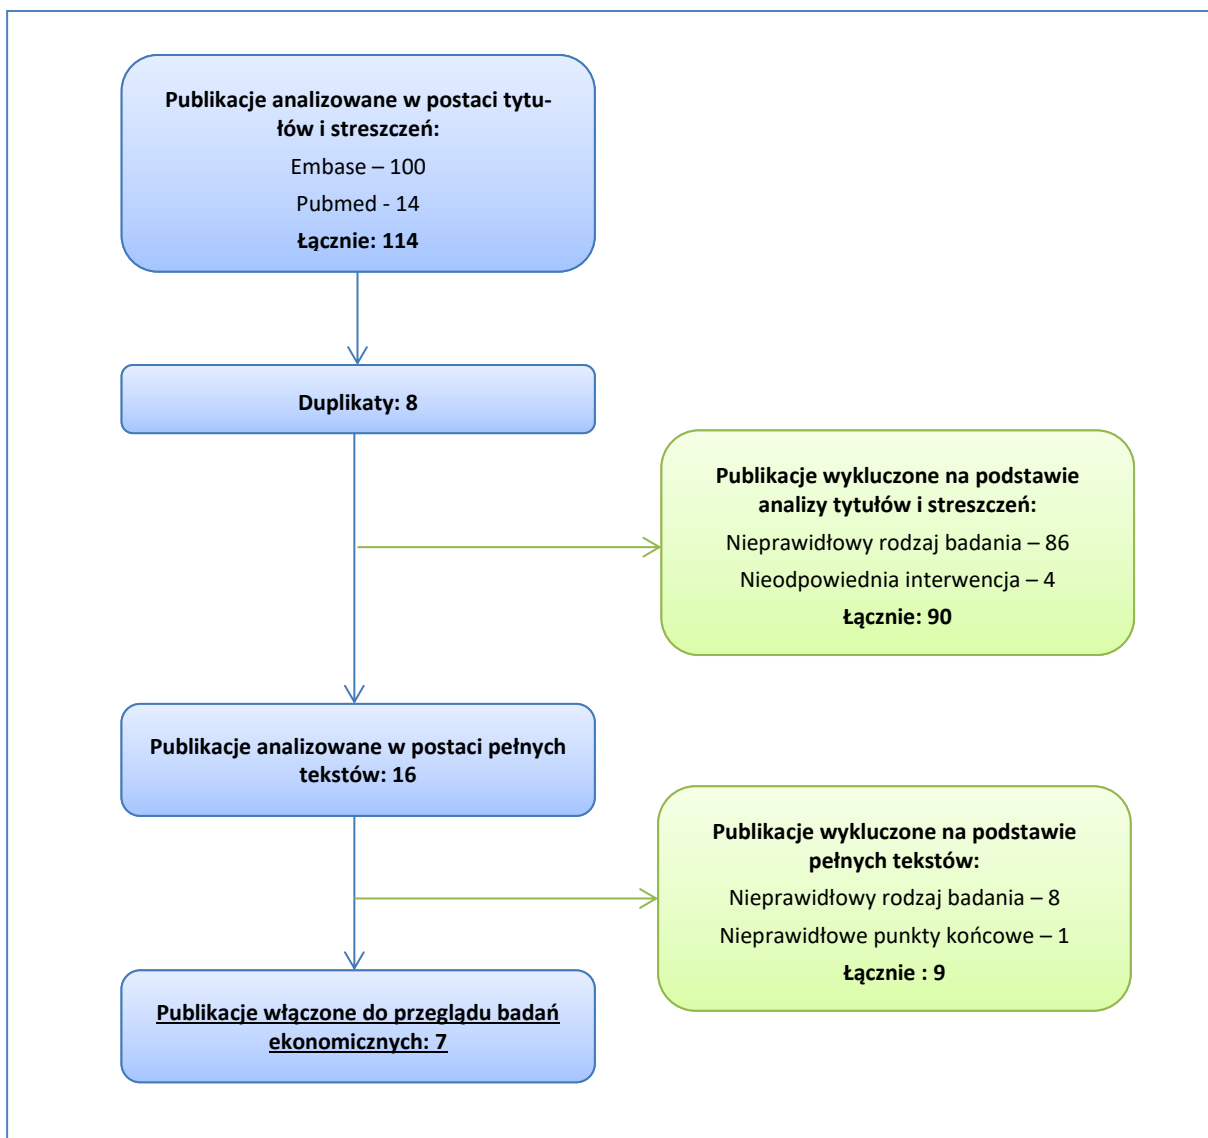 Publikacje analizowane w postaci tytu-
łów i streszczeń:
Embase – 100
Pubmed - 14
Łącznie: 114
Duplikaty: 8
Publikacje wykluczone na podstawie
analizy tytułów i streszczeń:
Nieprawidłowy rodzaj badania – 86
Nieodpowiednia interwencja – 4
Łącznie: 90
Publikacje analizowane w postaci pełnych
tekstów: 16
Publikacje wykluczone na podstawie
pełnych tekstów:
Nieprawidłowy rodzaj badania – 8
Nieprawidłowe punkty końcowe – 1
Łącznie : 9
Publikacje włączone do przeglądu badań
ekonomicznych: 7